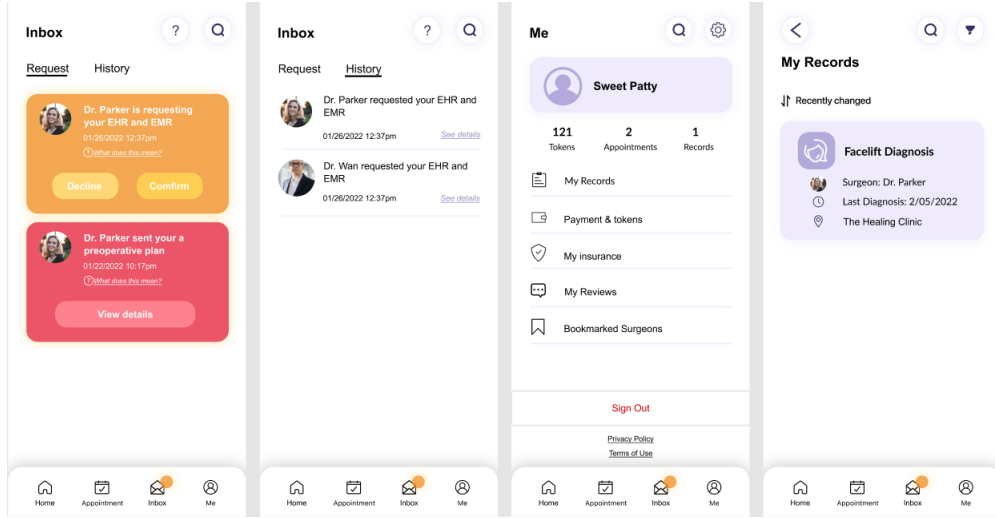 Inbox
?
Request History
Dr. Parker is requesting
your EHR and EMR
01/26/2022 12:37pm
?What does this mean?
Decline Comfirm
Dr. Parker sent your a
preoperative plan
01/22/2022 10:17pm
?What does this mean?
View details
Home Appointment Inbox Me
Inbox
?
Request History
Dr. Parker requested your EHR and
EMR
01/26/2022 12:37pm See details
Dr. Wan requested your EHR and
EMR
01/26/2022 12:37pm See details
Home Appointment Inbox Me
Me
Sweet Patty
121 2 1
Tokens Appointments Records
My Records
Payment & tokens
My insurance
My Reviews
Bookmarked Surgeons
Sign Out
Privacy Policy
Terms of Use
Home Appointment Inbox Me
My Records
Recently changed
Facelift Diagnosis
Surgeon: Dr. Parker
Last Diagnosis: 2/05/2022
The Healing Clinic
Home Appointment Inbox Me